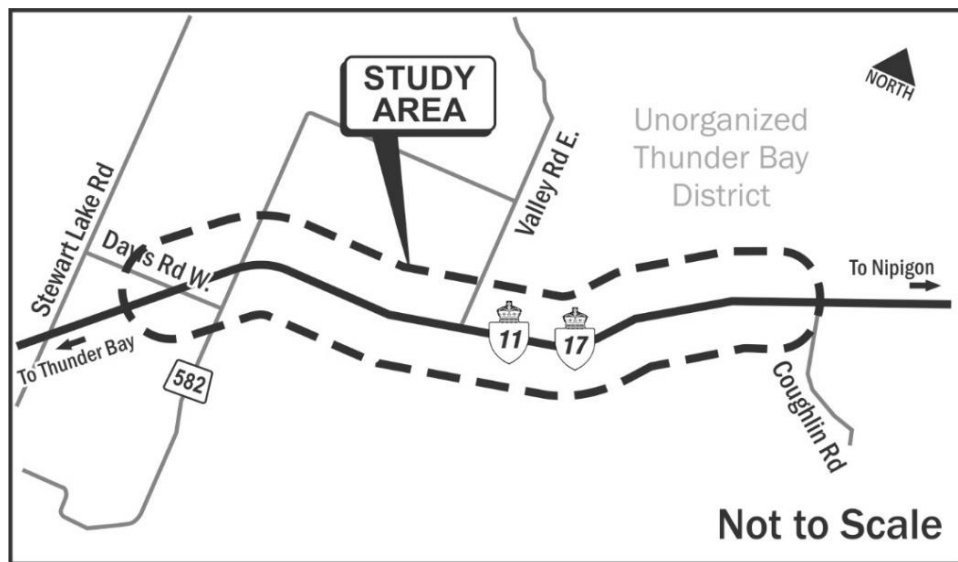 STUDY
AREA
NORTH
Unorganized
Thunder Bay
District
Stewart Lake Rd
Davis Rd W.
Valley Rd E.
To Nipigon
11
17
To Thunder Bay
582
Coughlin Rd
Not to Scale